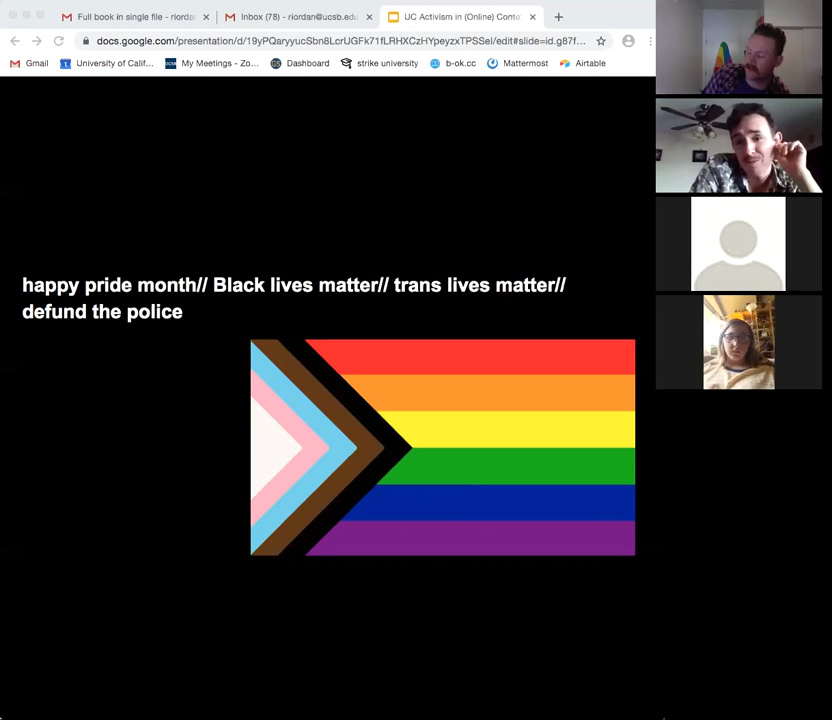 Full book in single file - riordan
Inbox (78) - riordan@ucsb.edu
UC Activism in (Online) Conte
docs.google.com/presentation/d/19yPQaryyucSbn8LcrUGFk71fLRHXCzHYpeyzxTPSSeI/edit#slide=id.g87f...
Gmail University of Calif... My Meetings - Zo... Dashboard strike university b-ok.cc Mattermost Airtable
happy pride month// Black lives matter// trans lives matter//
defund the police